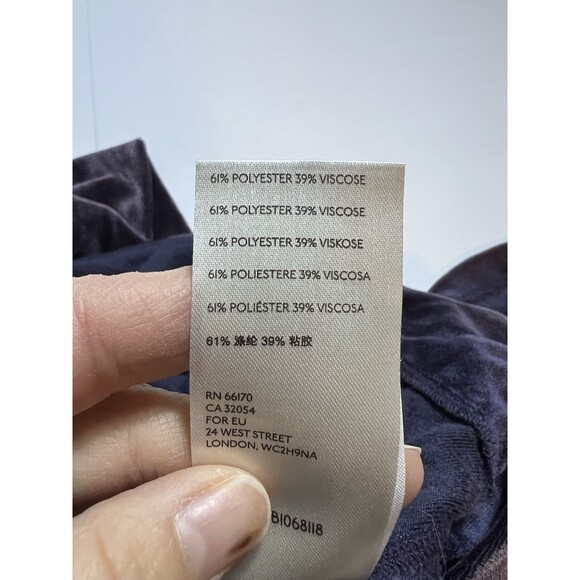 61% POLYESTER 39% VISCOSE
61% POLYESTER 39% VISCOSE
61% POLYESTER 39% VISKOSE
61% POLIESTERE 39% VISCOSA
61% POLIÉSTER 39% VISCOSA
61% 涤纶 39% 粘胶
RN 66170
CA 32054
FOR EU
24 WEST STREET
LONDON, WC2H9NA
B1068118